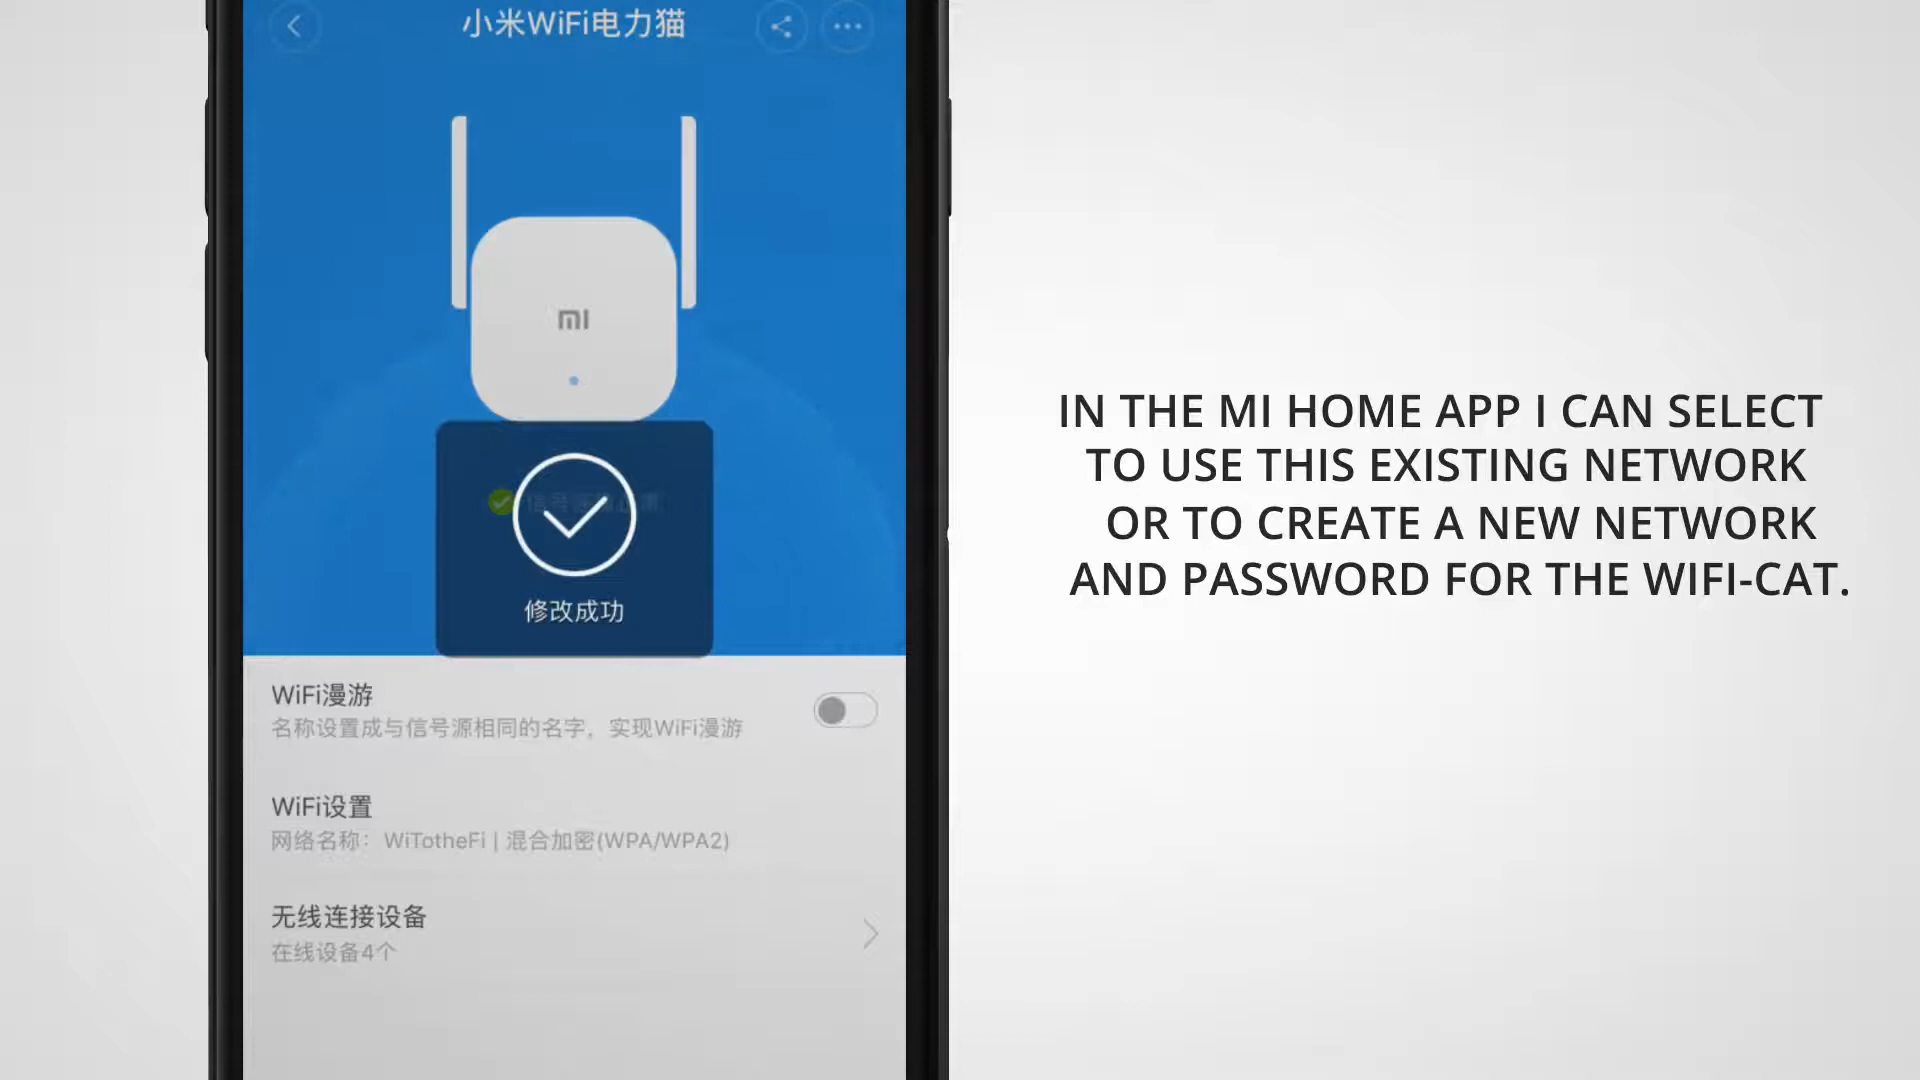 小米WiFi电力猫
mi
修改成功
WiFi漫游
名称设置成与信号源相同的名字，实现WiFi漫游
WiFi设置
网络名称：WiTotheFi | 混合加密(WPA/WPA2)
无线连接设备
在线设备4个
IN THE MI HOME APP I CAN SELECT
TO USE THIS EXISTING NETWORK
OR TO CREATE A NEW NETWORK
AND PASSWORD FOR THE WIFI-CAT.